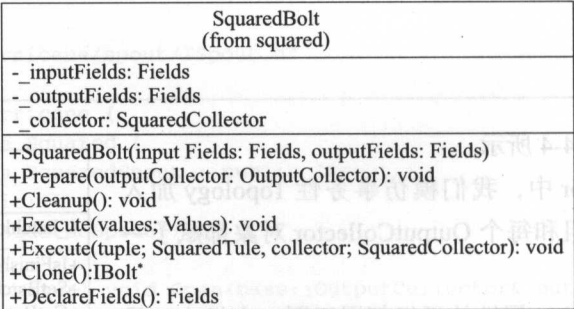 SquaredBolt
(from squared)
-_inputFields: Fields
-_outputFields: Fields
-_collector: SquaredCollector
+SquaredBolt(input Fields: Fields, outputFields: Fields)
+Prepare(outputCollector: OutputCollector): void
+Cleanup(): void
+Execute(values; Values): void
+Execute(tuple; SquaredTule, collector; SquaredCollector): void
+Clone():IBolt*
+DeclareFields(): Fields